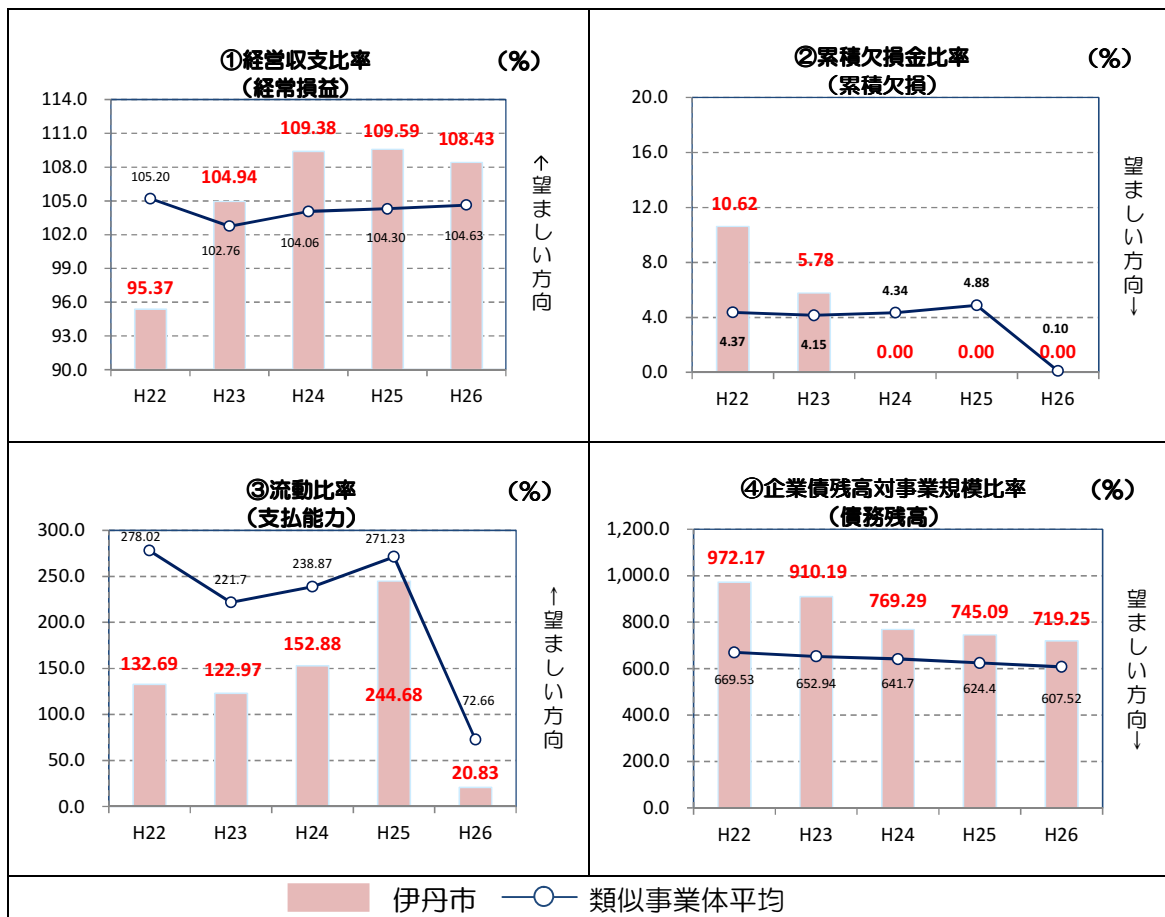 ①経営収支比率
(%)
（経常損益）
114.0
111.0
108.0
105.0
102.0
99.0
96.0
93.0
90.0
95.37
104.94
109.38
109.59
108.43
105.20
102.76
104.06
104.30
104.63
H22
H23
H24
H25
H26
↑望ましい方向
②累積欠損金比率
(%)
（累積欠損）
20.0
16.0
12.0
8.0
4.0
0.0
10.62
5.78
0.00
0.00
0.00
4.37
4.15
4.34
4.88
0.10
H22
H23
H24
H25
H26
望ましい方向↓
③流動比率
(%)
（支払能力）
300.0
250.0
200.0
150.0
100.0
50.0
0.0
278.02
221.7
238.87
271.23
72.66
132.69
122.97
152.88
244.68
20.83
H22
H23
H24
H25
H26
↑望ましい方向
④企業債残高対事業規模比率
(%)
（債務残高）
1,200.0
1,000.0
800.0
600.0
400.0
200.0
0.0
972.17
910.19
769.29
745.09
719.25
669.53
652.94
641.7
624.4
607.52
H22
H23
H24
H25
H26
望ましい方向↓
伊丹市
類似事業体平均